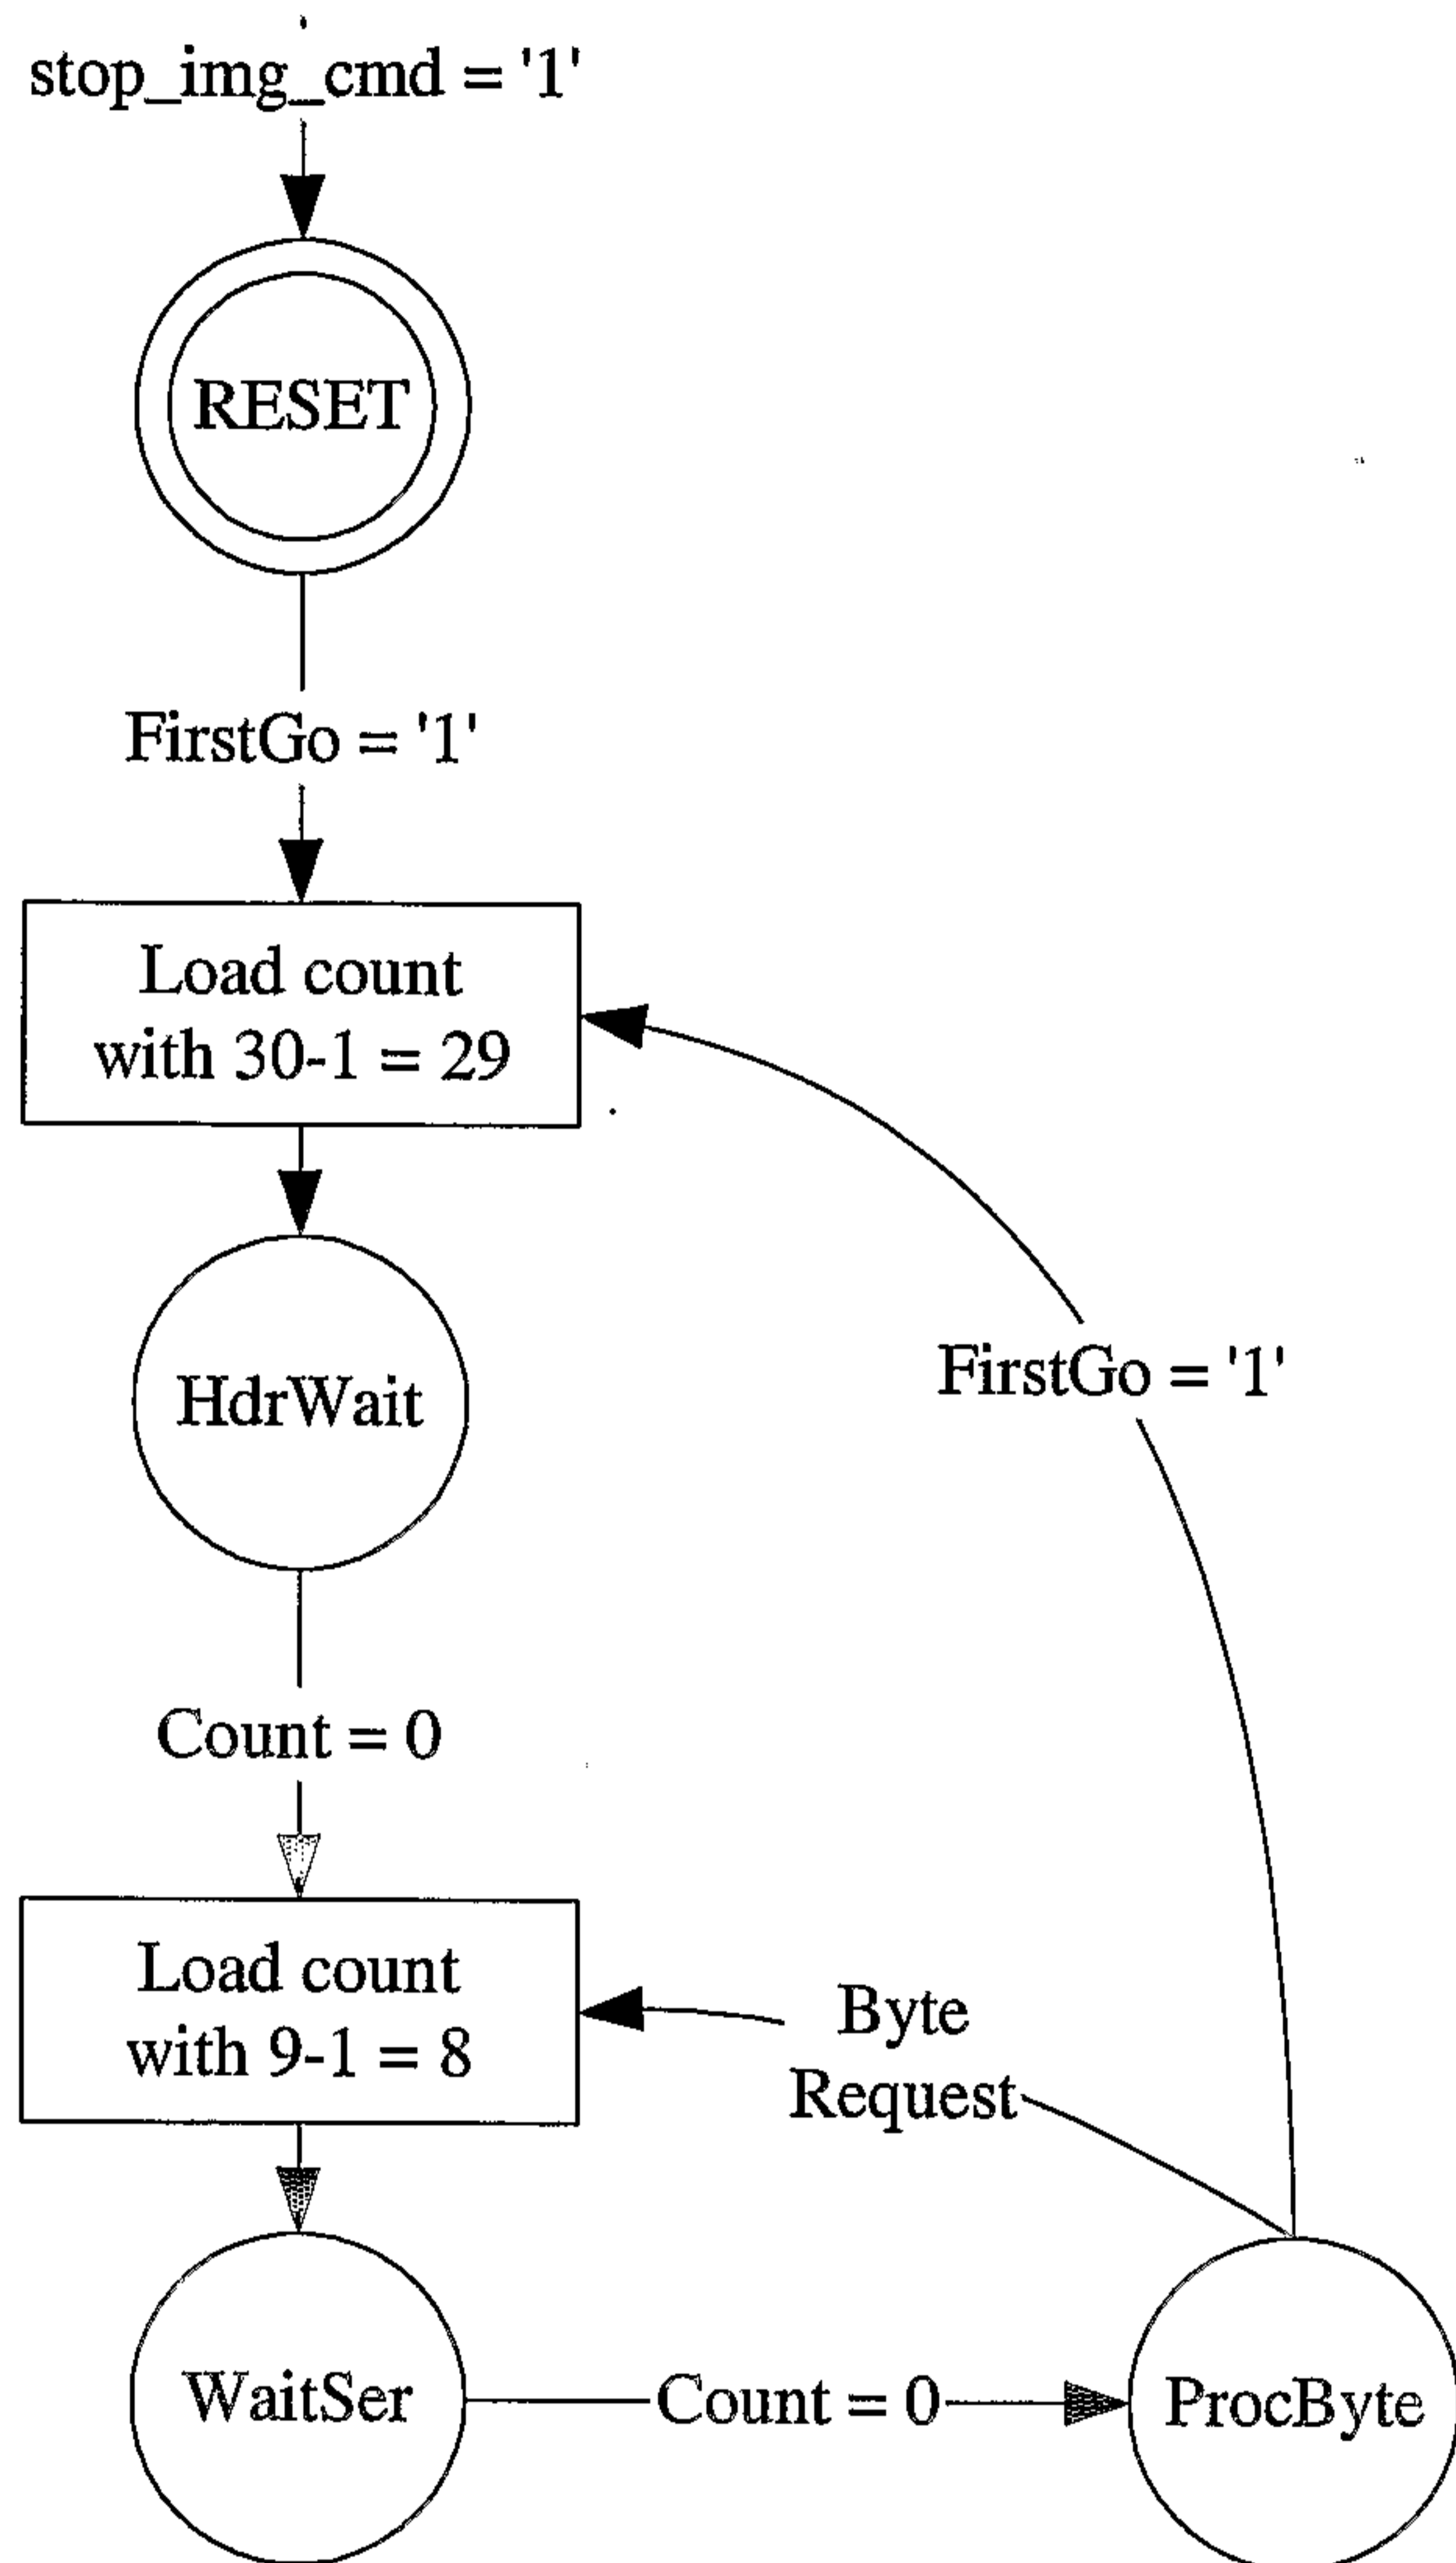 stop_img_cmd = '1'
RESET
FirstGo = '1'
Load count
with 30-1 = 29
HdrWait
FirstGo = '1'
Count = 0
Load count
with 9-1 = 8
Byte
Request
WaitSer
Count = 0
ProcByte